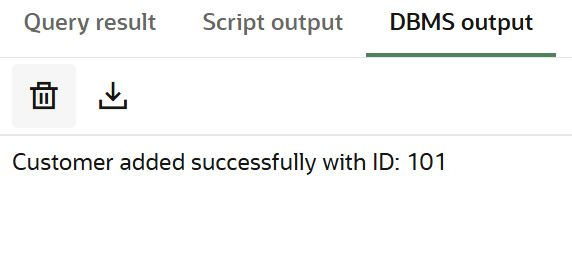 Query result Script output DBMS output
Customer added successfully with ID: 101